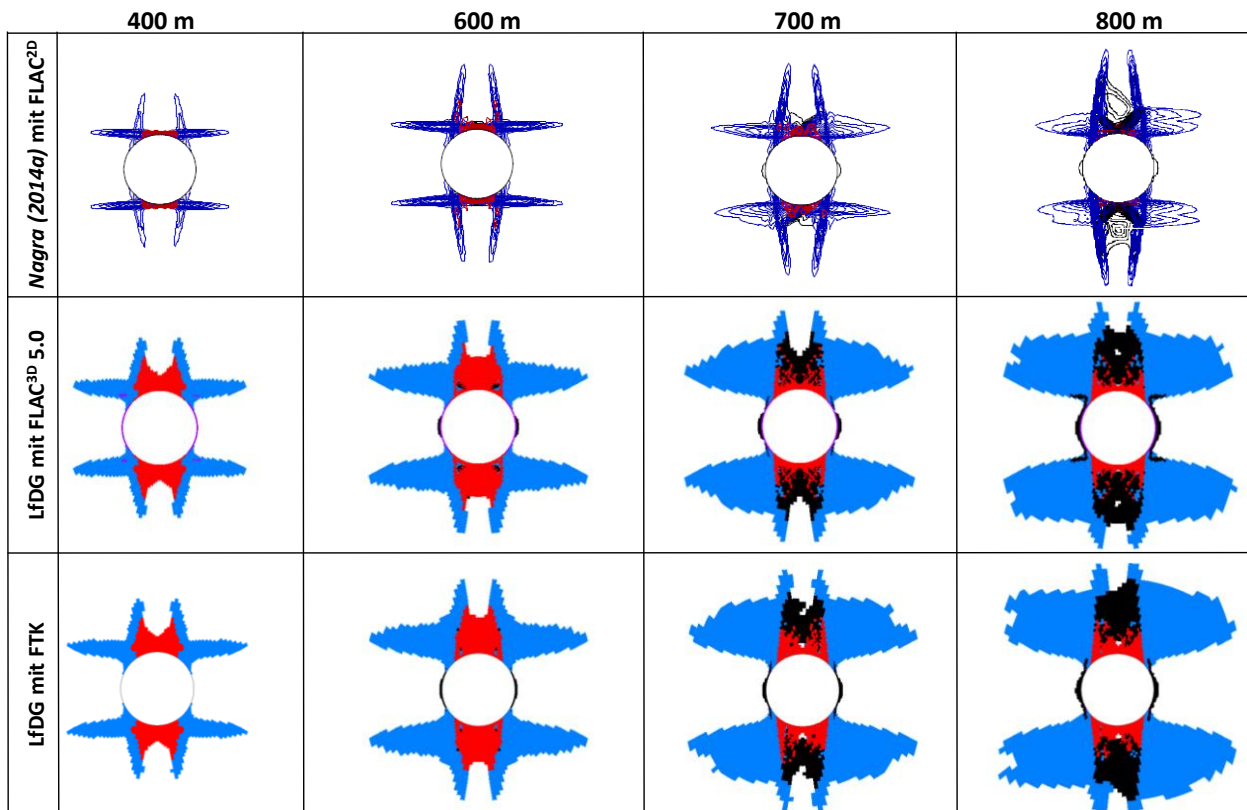 400 m
600 m
700 m
800 m
Nagra (2014a) mit FLAC²ᴰ
LfDG mit FLAC³ᴰ 5.0
LfDG mit FTK